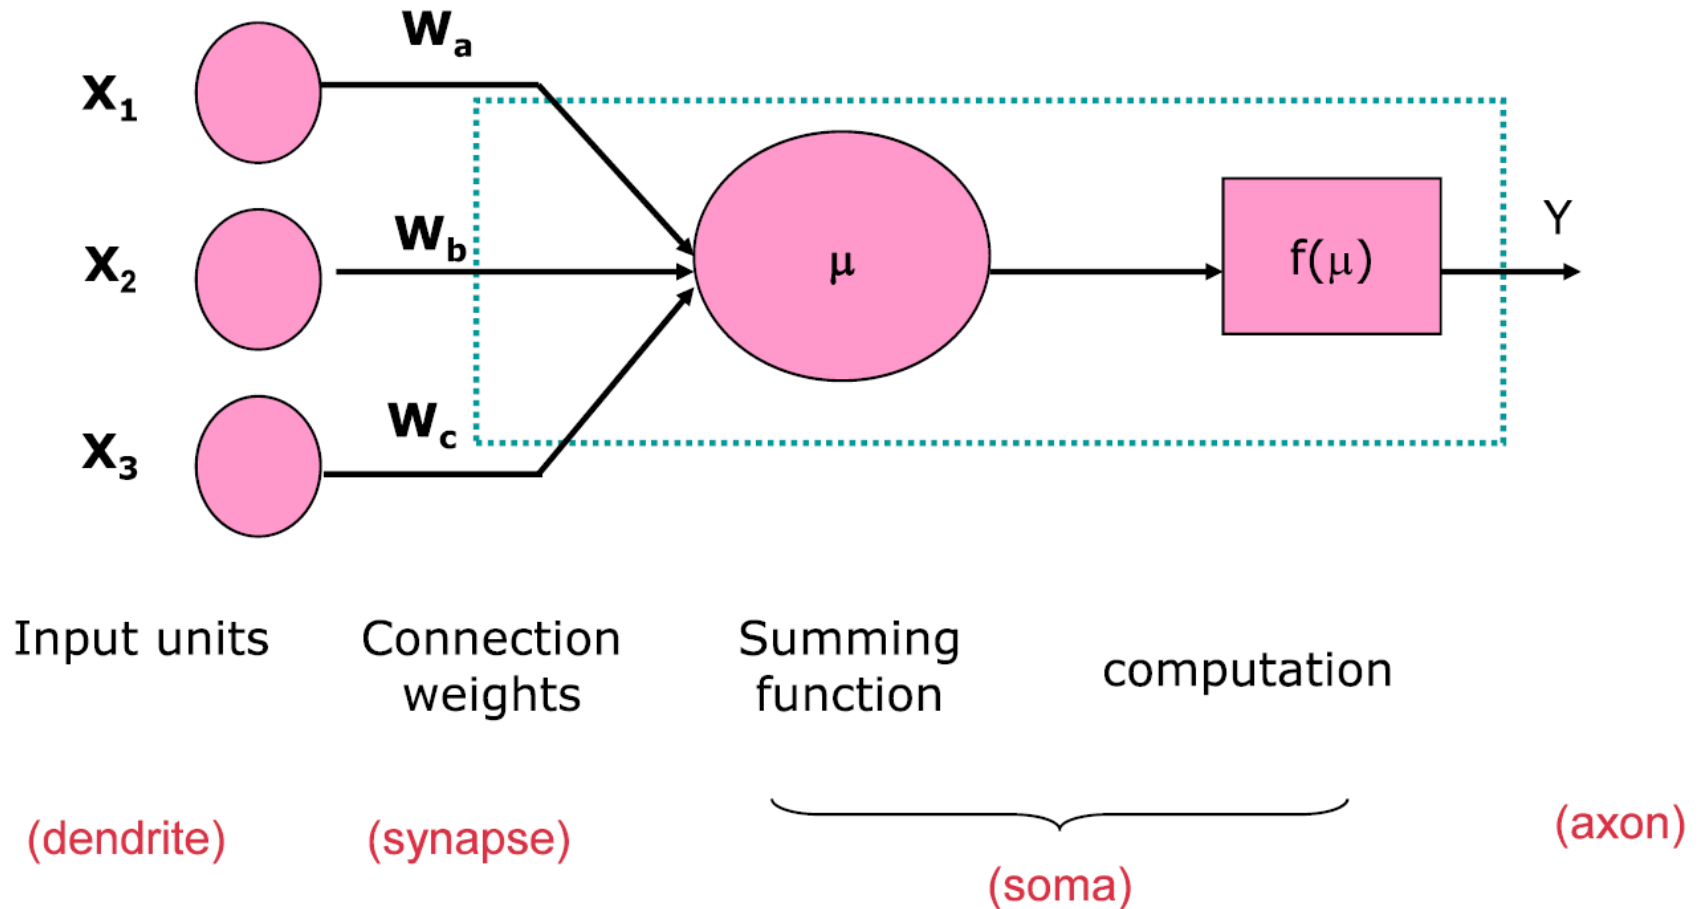 Wa
X1
Wb
X2
μ
f(μ)
Y
Wc
X3
Input units
Connection
weights
Summing
function
computation
(dendrite)
(synapse)
(soma)
(axon)